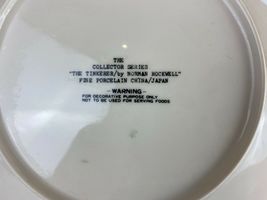 THE
COLLECTOR SERIES
"THE TINKERER/by NORMAN ROCKWELL"
FINE PORCELAIN CHINA/JAPAN
-WARNING-
FOR DECORATIVE PURPOSE ONLY
NOT TO BE USED FOR SERVING FOODS